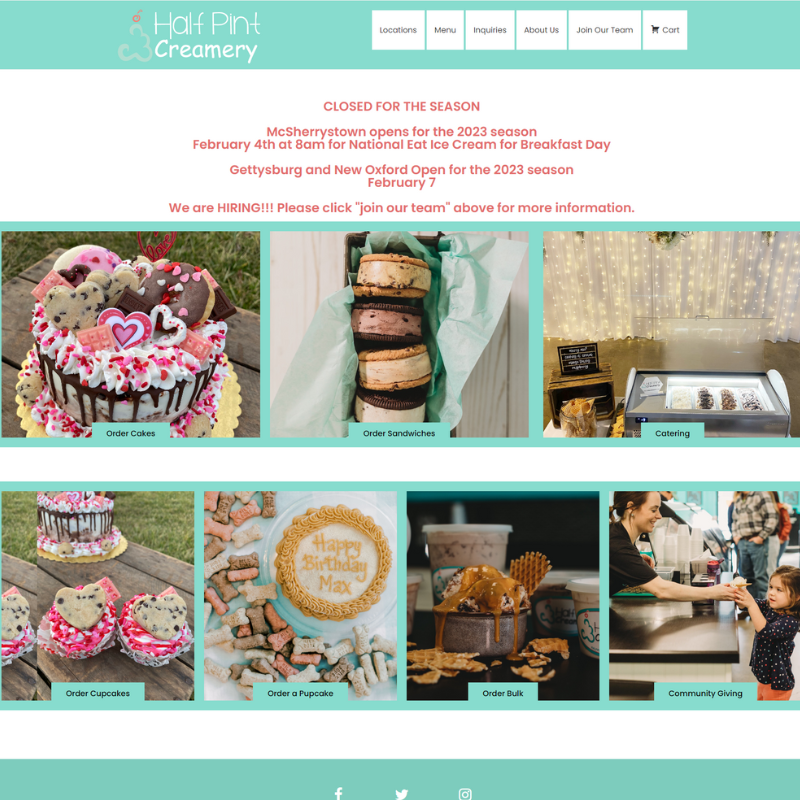 Half Pint
Creamery
Locations
Menu
Inquiries
About Us
Join Our Team
Cart
CLOSED FOR THE SEASON
McSherrystown opens for the 2023 season
February 4th at 8am for National Eat Ice Cream for Breakfast Day
Gettysburg and New Oxford Open for the 2023 season
February 7
We are HIRING!!! Please click "join our team" above for more information.
Order Cakes
Order Sandwiches
Catering
Happy
Birthday
Max
Order Cupcakes
Order a Pupcake
Order Bulk
Community Giving